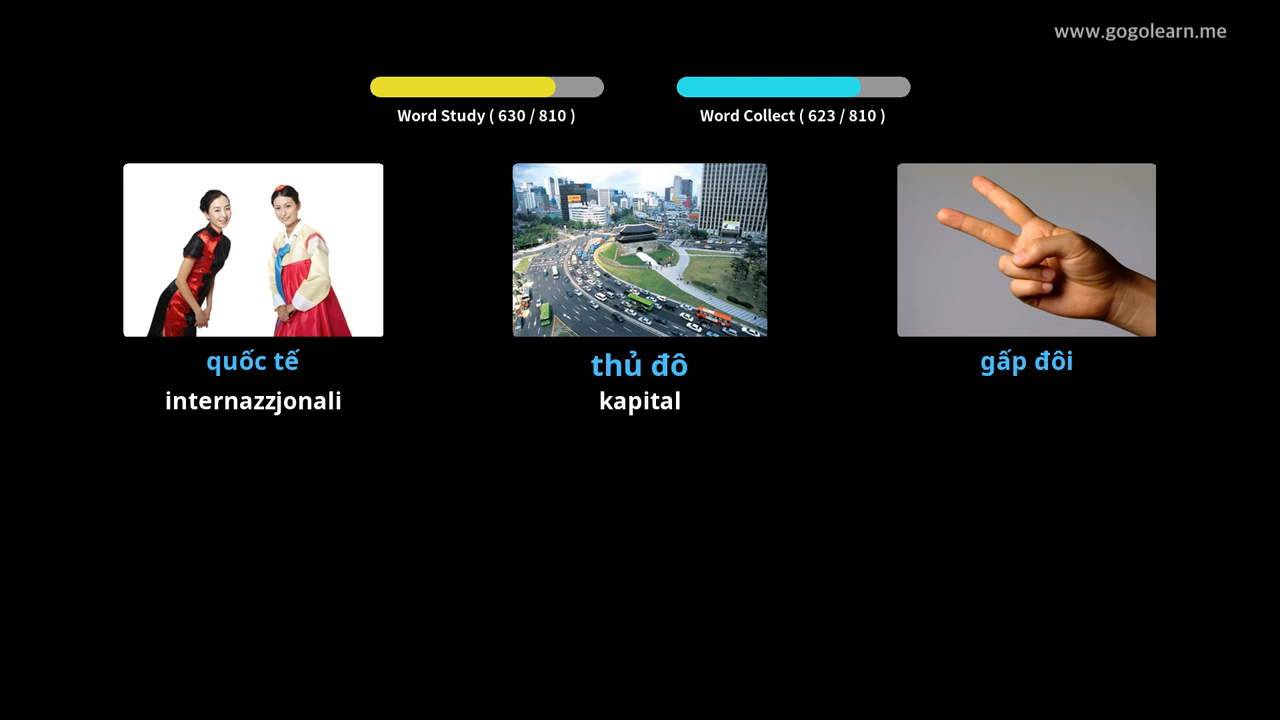 www.gogolearn.me
Word Study ( 630 / 810 )
Word Collect ( 623 / 810 )
quốc tế
internazzjonali
thủ đô
kapital
gấp đôi